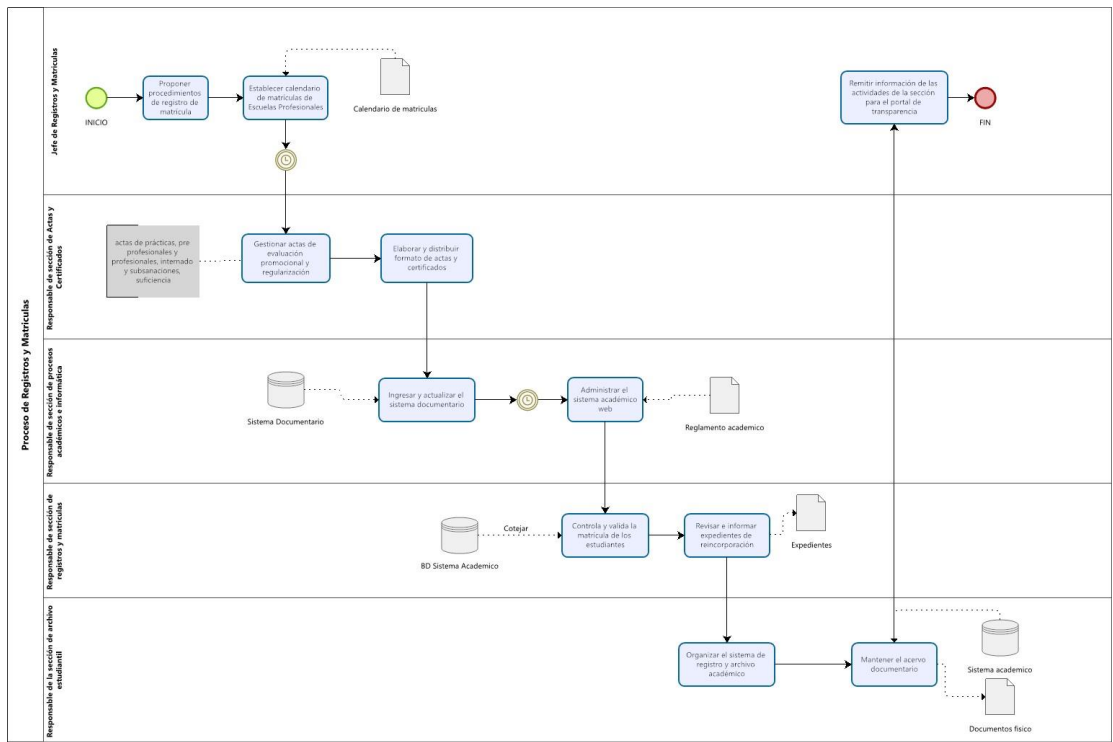 Proceso de Registros y Matriculas
Jefe de Registros y Matriculas
INICIO
Proponer
procedimientos
de registro de
matricula
Establecer calendario
de matriculas de
Escuelas Profesionales
Calendario de matriculas
Remitir información de las
actividades de la sección
para el portal de
transparencia
FIN
Responsable de sección de Actas y
Certificados
actas de prácticas, pre
profesionales y
profesionales, internado
y subsanaciones,
suficiencia
Gestionar actas de
evaluación
promocional y
regularización
Elaborar y distribuir
formato de actas y
certificados
Responsable de sección de procesos
académicos e informática
Sistema Documentario
Ingresar y actualizar el
sistema documentario
Administrar el
sistema académico
web
Reglamento academico
Responsable de sección de
registros y matriculas
BD Sistema Academico
Cotejar
Controla y valida la
matricula de los
estudiantes
Revisar e informar
expedientes de
reincorporación
Expedientes
Responsable de la sección de archivo
estudiantil
Organizar el sistema de
registro y archivo
académico
Mantener el acervo
documentario
Sistema academico
Documentos fisico